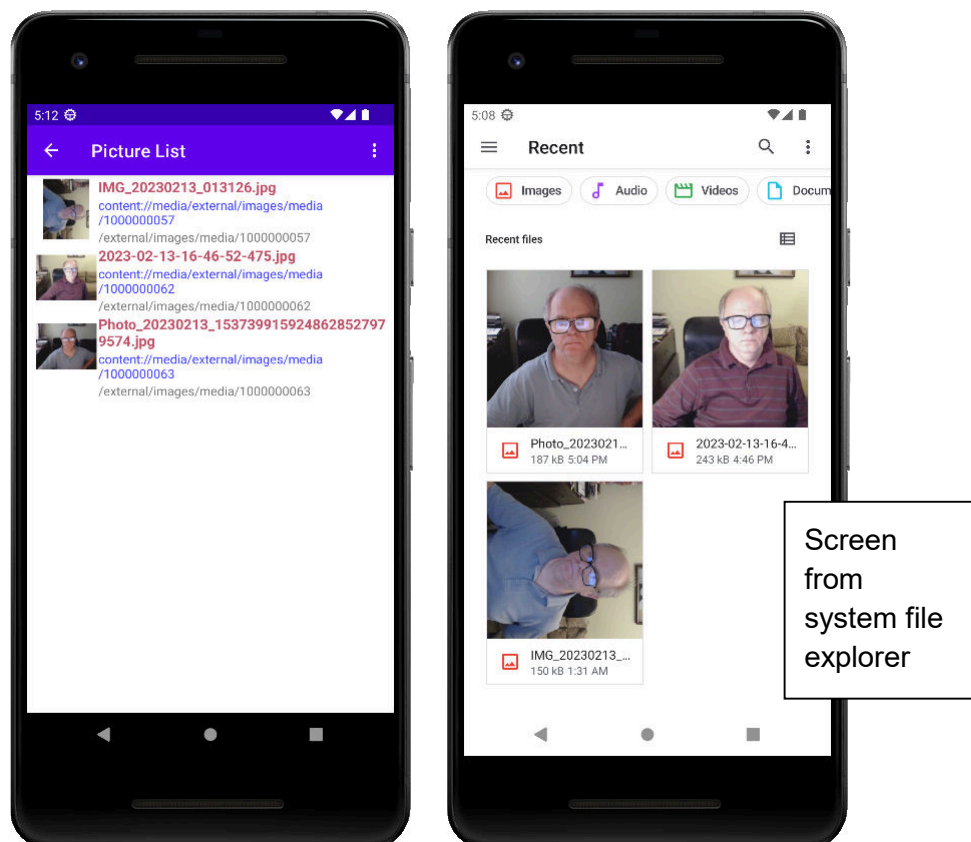 5:12
Picture List
IMG_20230213_013126.jpg
content://media/external/images/media
/1000000057
/external/images/media/1000000057
2023-02-13-16-46-52-475.jpg
content://media/external/images/media
/1000000062
/external/images/media/1000000062
Photo_20230213_153739915924862852797
9574.jpg
content://media/external/images/media
/1000000063
/external/images/media/1000000063
5:08
Recent
Images Audio Videos Docum
Recent files
Photo_2023021...
187 kB 5:04 PM
2023-02-13-16-4...
243 kB 4:46 PM
IMG_20230213_...
150 kB 1:31 AM
Screen
from
system file
explorer